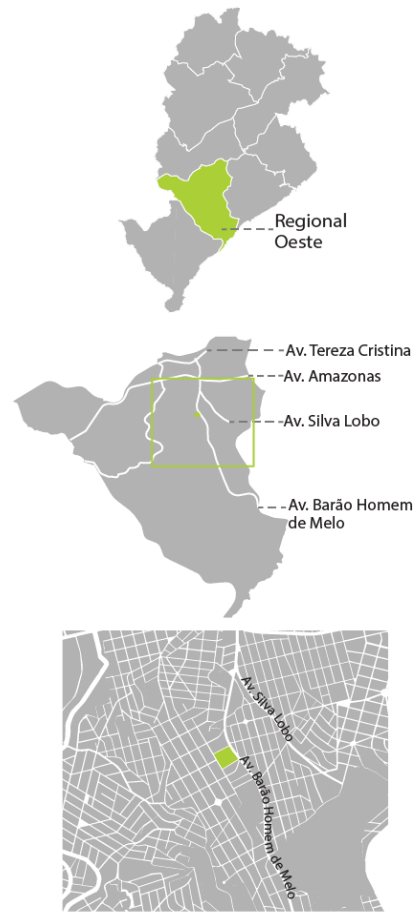 Regional
Oeste
Av. Tereza Cristina
Av. Amazonas
Av. Silva Lobo
Av. Barão Homem
de Melo
Av. Silva Lobo
Av. Barão Homem de Melo